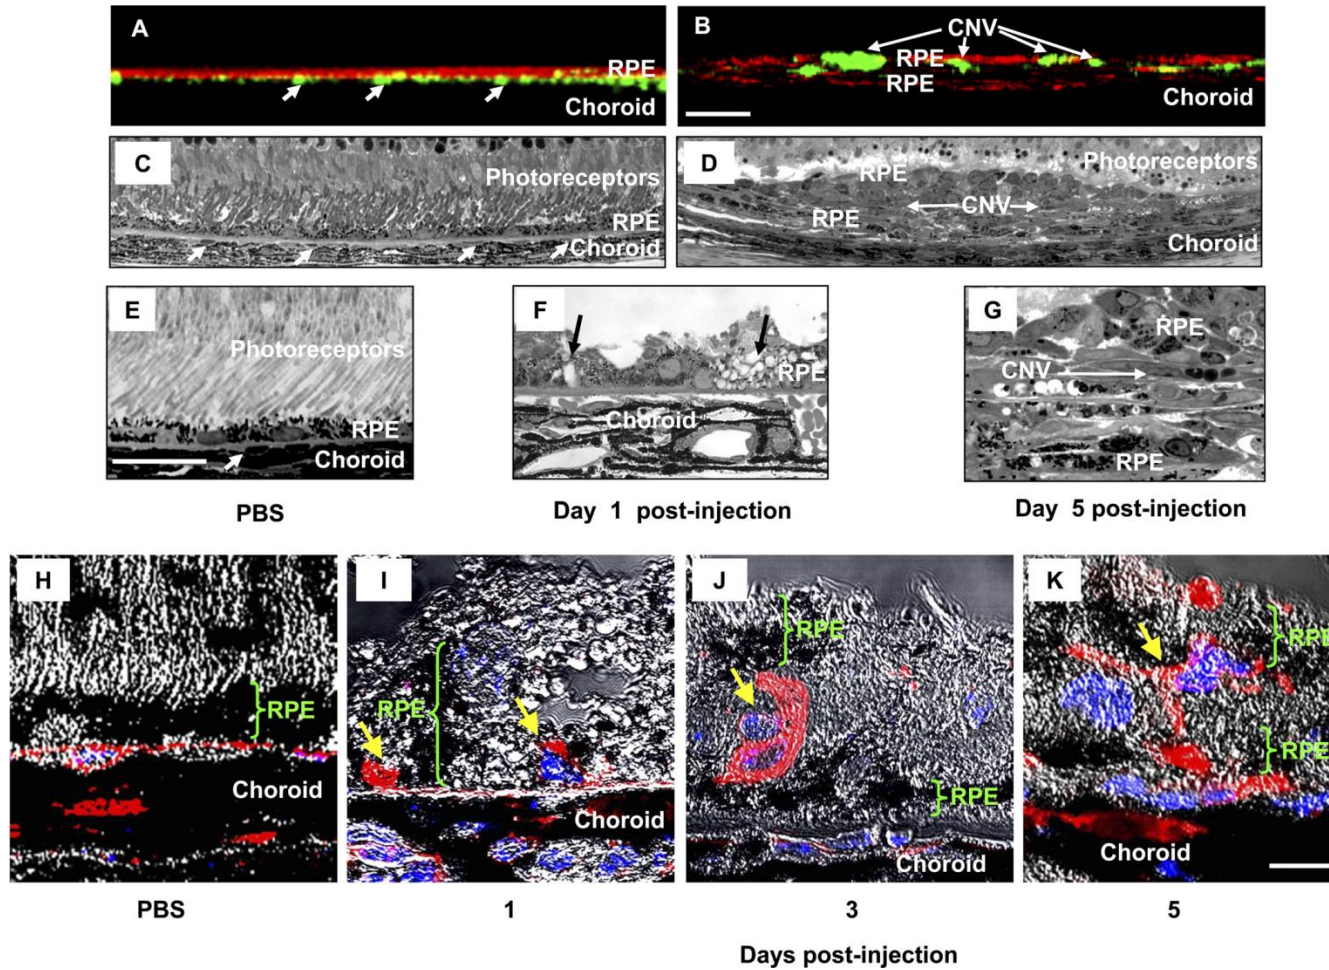 A
RPE
Choroid
B
CNV
RPE
RPE
Choroid
C
Photoreceptors
RPE
Choroid
D
Photoreceptors
RPE
CNV
RPE
Choroid
E
Photoreceptors
RPE
Choroid
F
RPE
Choroid
G
RPE
CNV
RPE
PBS
Day 1 post-injection
Day 5 post-injection
H
RPE
Choroid
I
RPE
Choroid
J
RPE
RPE
Choroid
K
RPE
RPE
Choroid
PBS
1
3
5
Days post-injection